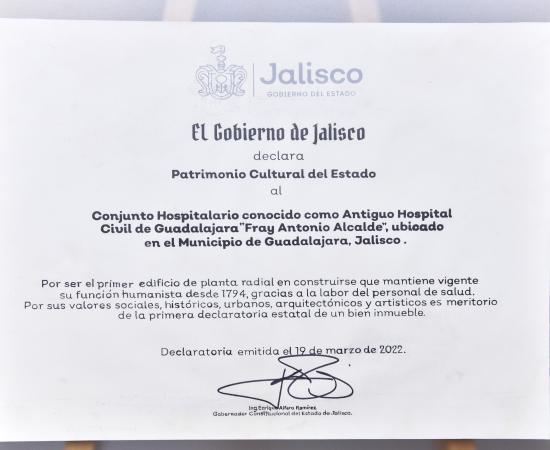 Jalisco
GOBIERNO DEL ESTADO
El Gobierno de Jalisco
declara
Patrimonio Cultural del Estado
al
Conjunto Hospitalario conocido como Antiguo Hospital
Civil de Guadalajara "Fray Antonio Alcalde", ubicado
en el Municipio de Guadalajara, Jalisco .
Por ser el primer edificio de planta radial en construirse que mantiene vigente
su función humanista desde 1794, gracias a la labor del personal de salud.
Por sus valores sociales, históricos, urbanos, arquitectónicos y artísticos es meritorio
de la primera declaratoria estatal de un bien inmueble.
Declaratoria emitida el 19 de marzo de 2022.
Ing Enrique Alfaro Ramírez
Gobernador Constitucional del Estado de Jalisco.